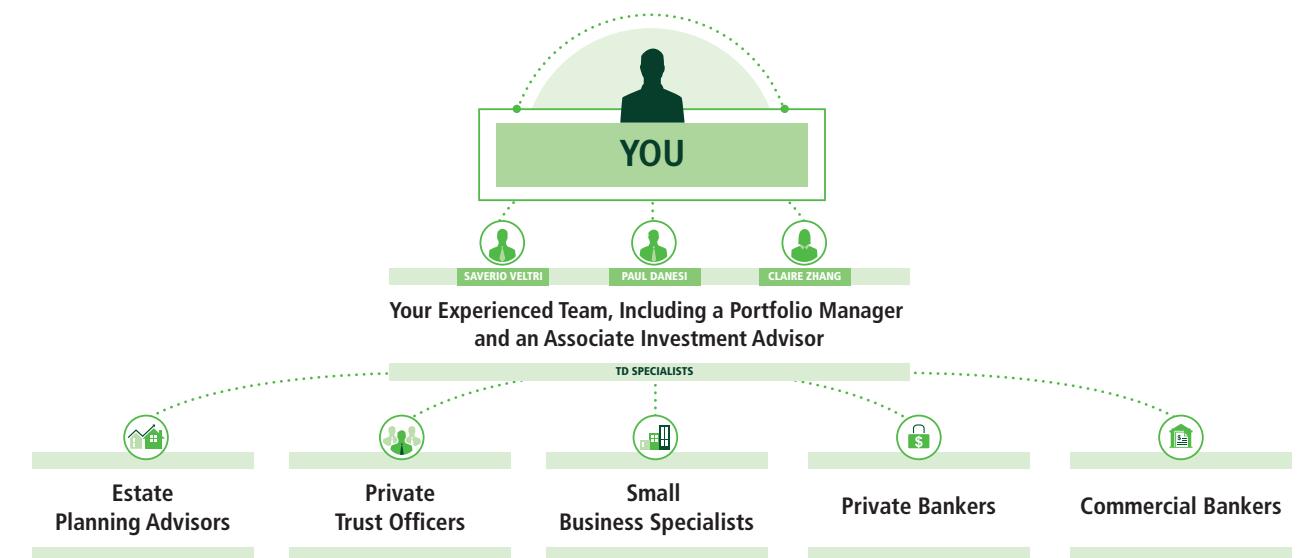 YOU
SAVERIO VELTRI
PAUL DANESI
CLAIRE ZHANG
Your Experienced Team, Including a Portfolio Manager
and an Associate Investment Advisor
TD SPECIALISTS
Estate
Planning Advisors
Private
Trust Officers
Small
Business Specialists
$
Private Bankers
$
Commercial Bankers